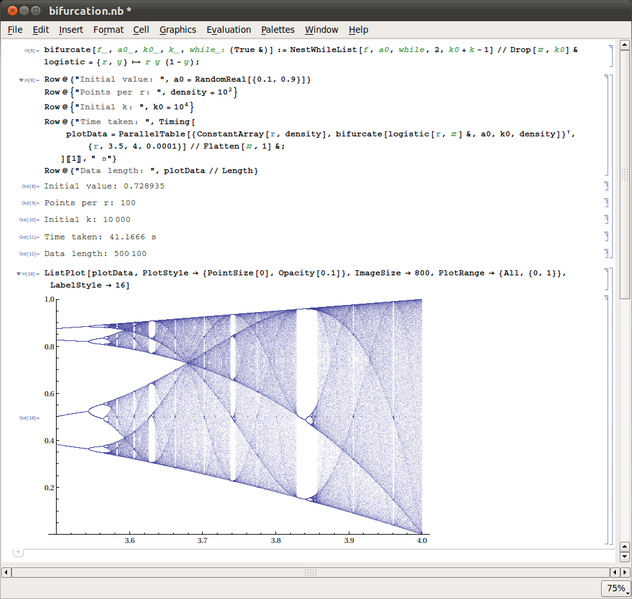 bifurcation.nb *
File Edit Insert Format Cell Graphics Evaluation Palettes Window Help
In[6]:= bifurcate[f_, a0_, k0_, k_, while_: {True &}] := NestWhileList[f, a0, while, 2, k0 + k - 1] // Drop[#, k0] &
logistic = {r, y} ↦ r y (1 - y);
In[8]:= Row@{"Initial value: ", a0 = RandomReal[{0.1, 0.9}]}
Row@{"Points per r: ", density = 10²}
Row@{"Initial k: ", k0 = 10⁴}
Row@{"Time taken: ", Timing[
plotData = ParallelTable[{ConstantArray[r, density], bifurcate[logistic[r, #] &, a0, k0, density]}ᵀ,
{r, 3.5, 4, 0.0001}] // Flatten[#, 1] &;
]〚1〛, " s"}
Row@{"Data length: ", plotData // Length}
Out[8]= Initial value: 0.728935
Out[9]= Points per r: 100
Out[10]= Initial k: 10 000
Out[11]= Time taken: 41.1666 s
Out[12]= Data length: 500 100
In[18]:= ListPlot[plotData, PlotStyle → {PointSize[0], Opacity[0.1]}, ImageSize → 800, PlotRange → {All, {0, 1}},
LabelStyle → 16]
1.0
0.8
0.6
Out[18]=
0.4
0.2
3.6 3.7 3.8 3.9 4.0
75%